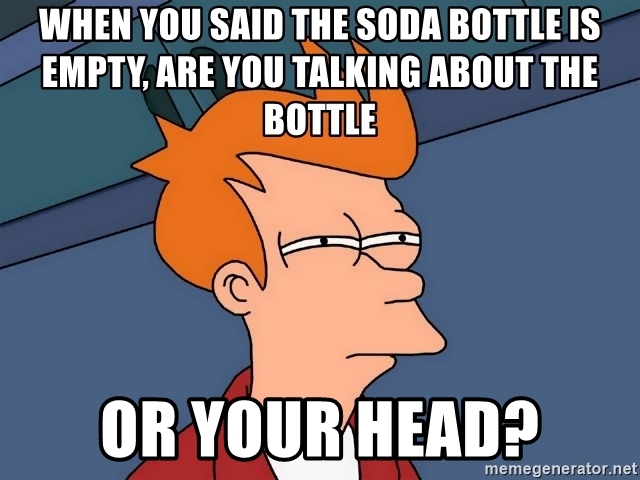 WHEN YOU SAID THE SODA BOTTLE IS
EMPTY, ARE YOU TALKING ABOUT THE
BOTTLE
OR YOUR HEAD?
memegenerator.net